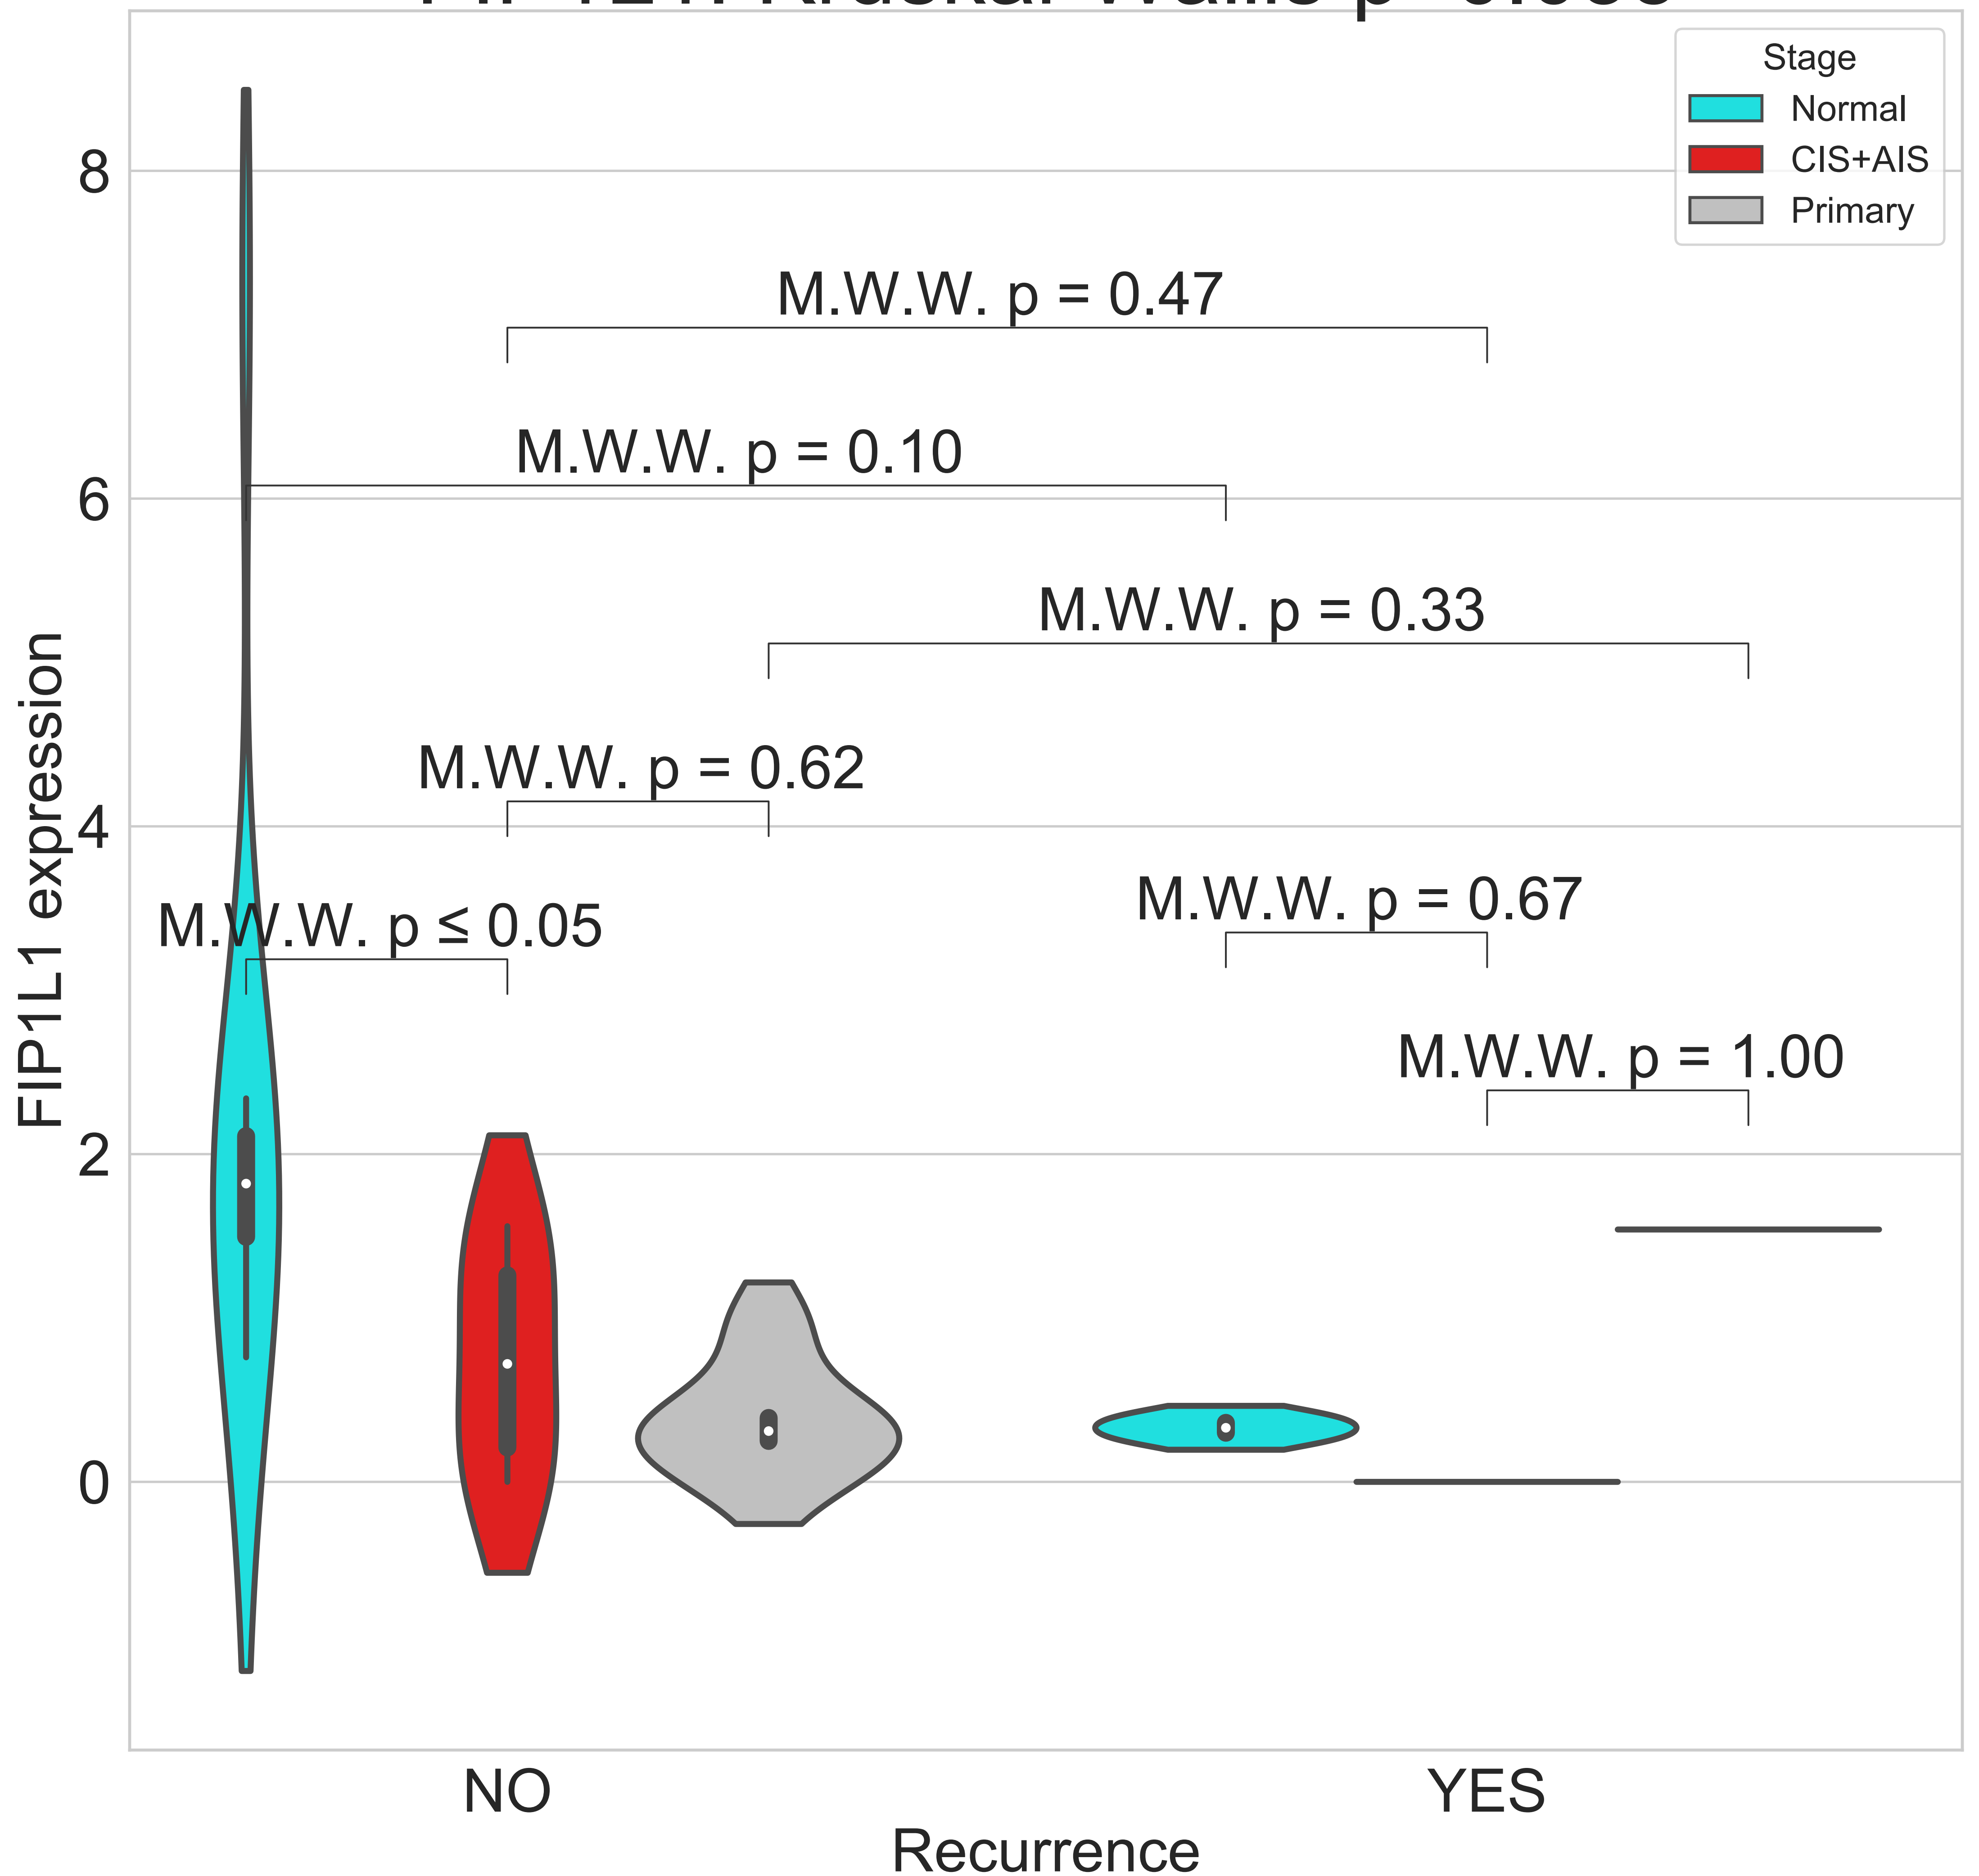 Stage
Normal
CIS+AIS
Primary
8
M.W.W. p = 0.47
M.W.W. p = 0.10
6
M.W.W. p = 0.33
M.W.W. p = 0.62
4
M.W.W. p = 0.67
M.W.W. p ≤ 0.05
M.W.W. p = 1.00
FIP1L1 expression
2
0
NO
YES
Recurrence